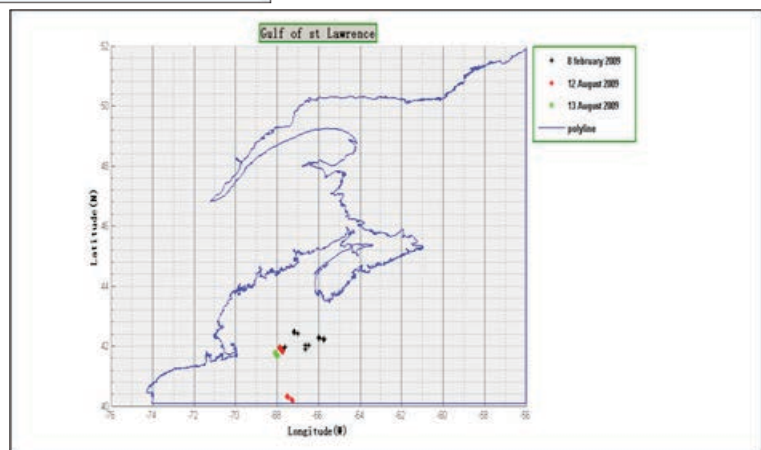 Gulf of st Lawrence
8 february 2009
12 August 2009
13 August 2009
polyline
52
50
48
46
44
42
40
Latitude(N)
-76 -74 -72 -70 -68 -66 -64 -62 -60 -58 -56
Longitude(W)